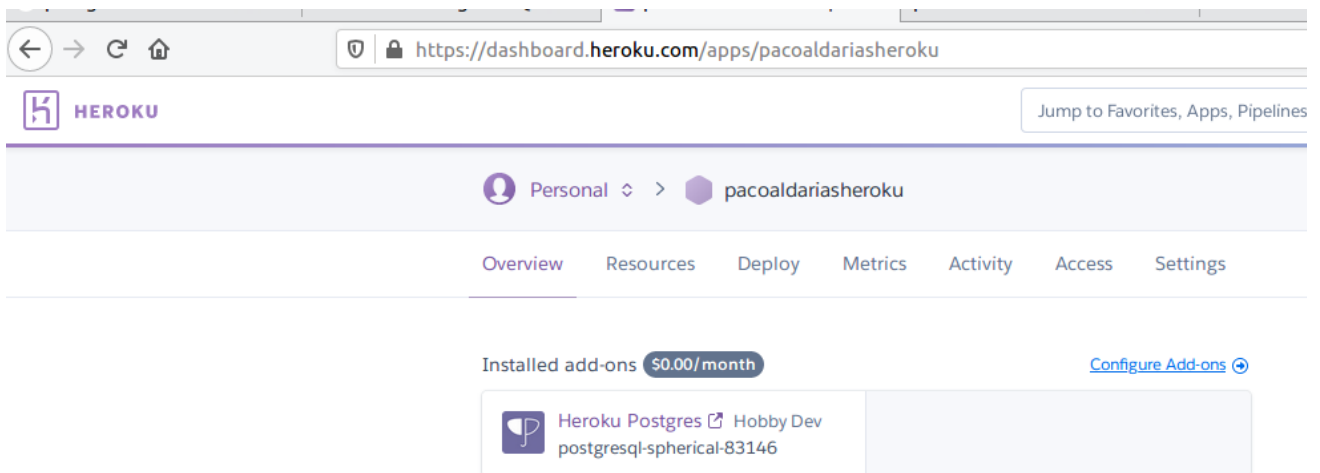 https://dashboard.heroku.com/apps/pacoaldariasheroku
HEROKU
Jump to Favorites, Apps, Pipelines
Personal > pacoaldariasheroku
Overview Resources Deploy Metrics Activity Access Settings
Installed add-ons $0.00/month Configure Add-ons
Heroku Postgres Hobby Dev
postgresql-spherical-83146